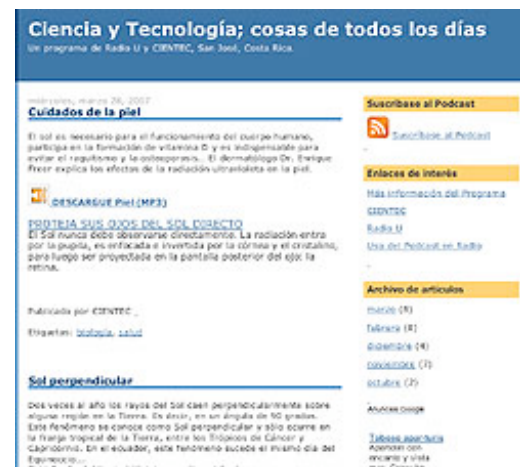 Ciencia y Tecnología; cosas de todos los días
Un programa de Radio U y CIENTEC, San José, Costa Rica.
miércoles, marzo 28, 2007
Cuidados de la piel
El sol es necesario para el funcionamiento del cuerpo humano,
participa en la formación de vitamina D y es indispensable para
evitar el raquitismo y la osteoporosis... El dermatólogo Dr. Enrique
Freer explica los efectos de la radiación ultravioleta en la piel.
DESCARGUE Piel (MP3)
PROTEJA SUS OJOS DEL SOL DIRECTO
El Sol nunca debe observarse directamente. La radiación entra
por la pupila, es enfocada e invertida por la córnea y el cristalino,
para luego ser proyectada en la pantalla posterior del ojo: la
retina.
Publicado por CIENTEC
Etiquetas: biología, salud
Sol perpendicular
Dos veces al año los rayos del Sol caen perpendicularmente sobre
alguna región en la Tierra. Es decir, en un ángulo de 90 grados.
Este fenómeno se conoce como Sol perpendicular y sólo ocurre en
la franja tropical de la Tierra, entre los Trópicos de Cáncer y
Capricornio. En el ecuador, este fenómeno sucede el mismo día del
Equinoccio...
Suscríbase al Podcast
Suscríbase al Podcast
Enlaces de interés
Más información del Programa
CIENTEC
Radio U
Uso del Podcast en Radio
Archivo de artículos
marzo (5)
febrero (8)
diciembre (4)
noviembre (7)
octubre (2)
Anuncios Google
Tabosa apertura
encanto y vista